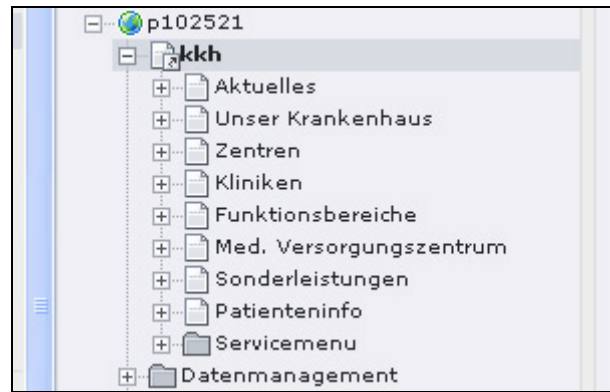 p102521
kkh
Aktuelles
Unser Krankenhaus
Zentren
Kliniken
Funktionsbereiche
Med. Versorgungszentrum
Sonderleistungen
Patienteninfo
Servicemenu
Datenmanagement